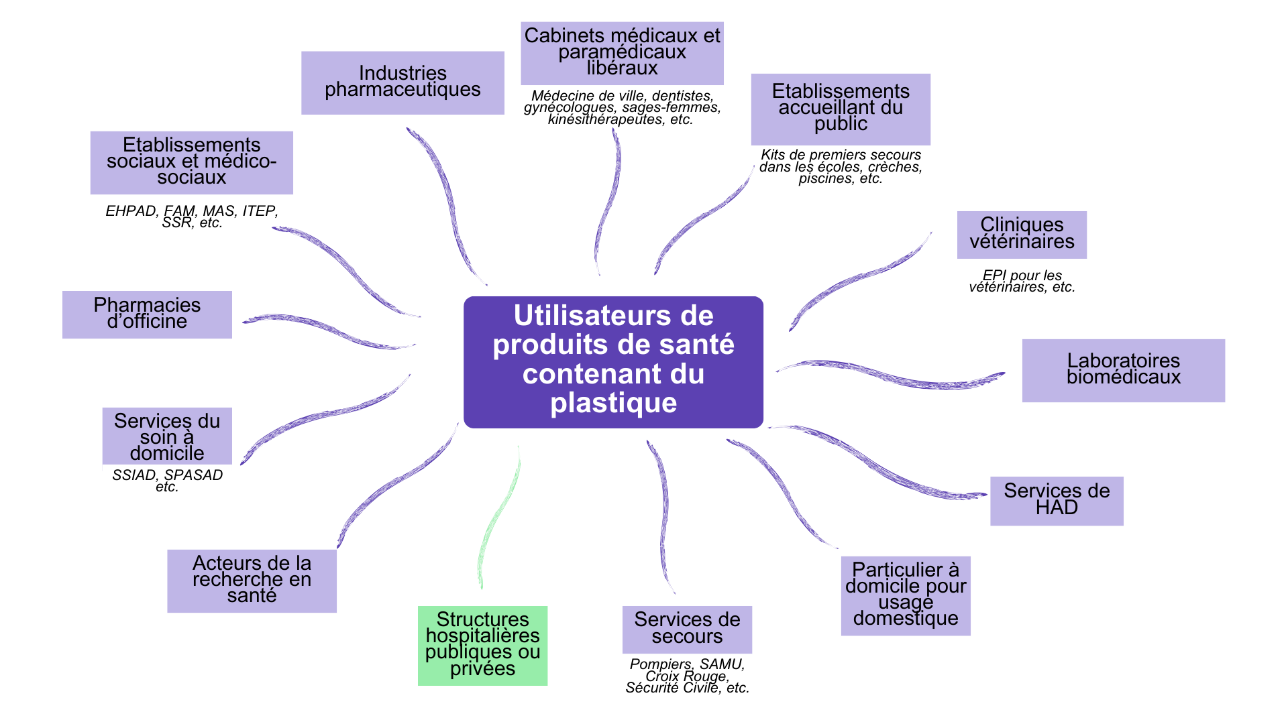 Cabinets médicaux et
paramédicaux
libéraux
Médecine de ville, dentistes,
gynécologues, sages-femmes,
kinésithérapeutes, etc.
Industries
pharmaceutiques
Etablissements
accueillant du
public
Kits de premiers secours
dans les écoles, crèches,
piscines, etc.
Etablissements
sociaux et médico-
sociaux
EHPAD, FAM, MAS, ITEP,
SSR, etc.
Cliniques
vétérinaires
EPI pour les
vétérinaires, etc.
Pharmacies
d’officine
Utilisateurs de
produits de santé
contenant du
plastique
Laboratoires
biomédicaux
Services du
soin à
domicile
SSIAD, SPASAD
etc.
Services de
HAD
Acteurs de la
recherche en
santé
Particulier à
domicile pour
usage
domestique
Structures
hospitalières
publiques ou
privées
Services de
secours
Pompiers, SAMU,
Croix Rouge,
Sécurité Civile, etc.